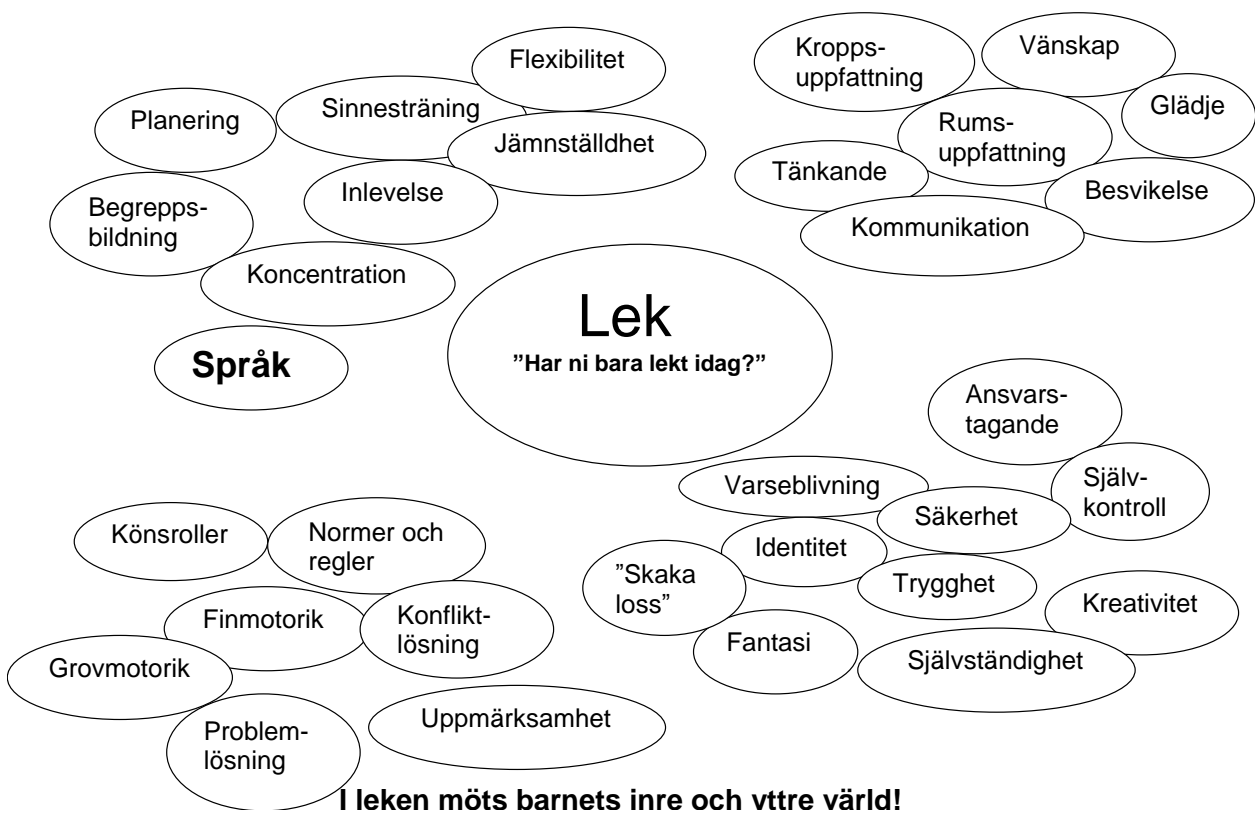 Flexibilitet
Sinnesträning
Planering
Jämnställdhet
Inlevelse
Begrepps-
bildning
Koncentration
Språk
Kropps-
uppfattning
Vänskap
Glädje
Rums-
uppfattning
Tänkande
Besvikelse
Kommunikation
Lek
”Har ni bara lekt idag?”
Ansvars-
tagande
Själv-
kontroll
Varseblivning
Säkerhet
Identitet
Trygghet
”Skaka
loss”
Kreativitet
Fantasi
Självständighet
Könsroller
Normer och
regler
Finmotorik
Konflikt-
lösning
Grovmotorik
Uppmärksamhet
Problem-
lösning
I leken möts barnets inre och yttre värld!